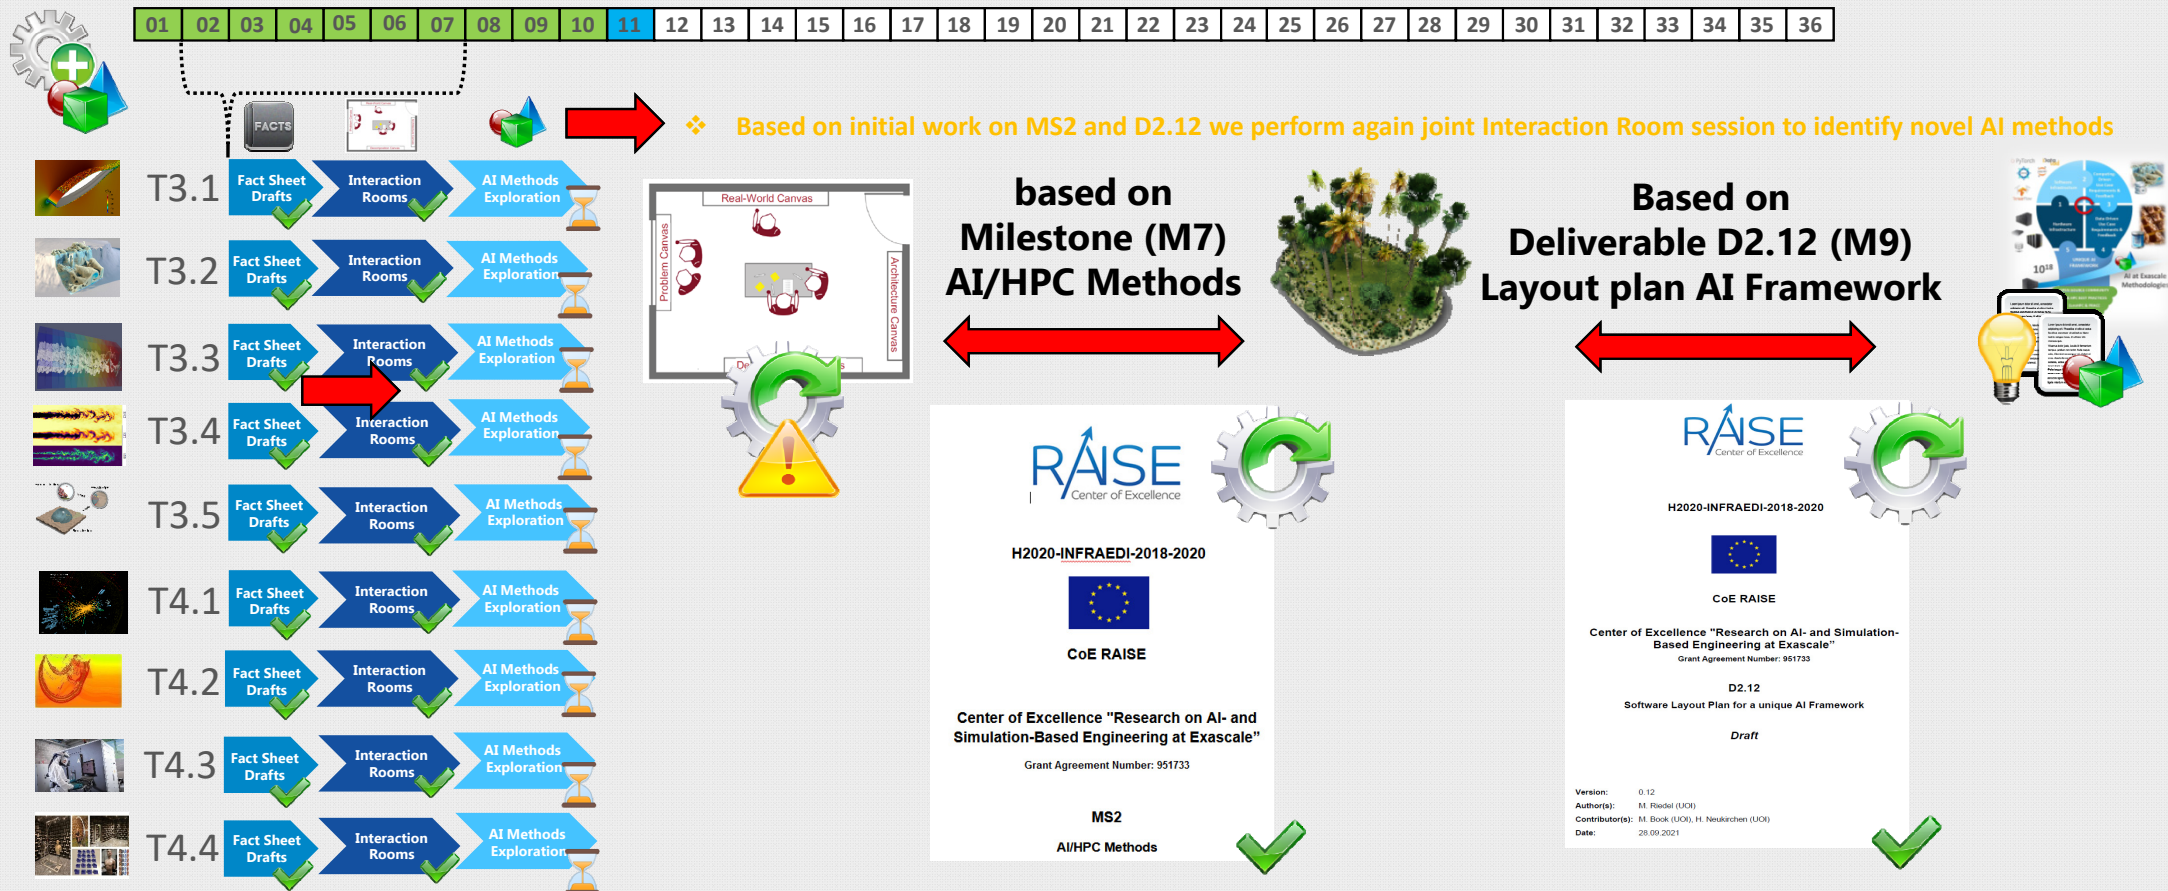 01 02 03 04 05 06 07 08 09 10 11 12 13 14 15 16 17 18 19 20 21 22 23 24 25 26 27 28 29 30 31 32 33 34 35 36
FACTS
❖ Based on initial work on MS2 and D2.12 we perform again joint Interaction Room session to identify novel AI methods
T3.1
Fact Sheet
Drafts
Interaction
Rooms
AI Methods
Exploration
T3.2
Fact Sheet
Drafts
Interaction
Rooms
AI Methods
Exploration
T3.3
Fact Sheet
Drafts
Interaction
Rooms
AI Methods
Exploration
T3.4
Fact Sheet
Drafts
Interaction
Rooms
AI Methods
Exploration
T3.5
Fact Sheet
Drafts
Interaction
Rooms
AI Methods
Exploration
T4.1
Fact Sheet
Drafts
Interaction
Rooms
AI Methods
Exploration
T4.2
Fact Sheet
Drafts
Interaction
Rooms
AI Methods
Exploration
T4.3
Fact Sheet
Drafts
Interaction
Rooms
AI Methods
Exploration
T4.4
Fact Sheet
Drafts
Interaction
Rooms
AI Methods
Exploration
Real-World Canvas
Problem Canvas
Architecture Canvas
based on
Milestone (M7)
AI/HPC Methods
Based on
Deliverable D2.12 (M9)
Layout plan AI Framework
RAISE
Center of Excellence
H2020-INFRAEDI-2018-2020
CoE RAISE
Center of Excellence "Research on AI- and
Simulation-Based Engineering at Exascale”
Grant Agreement Number: 951733
MS2
AI/HPC Methods
RAISE
Center of Excellence
H2020-INFRAEDI-2018-2020
CoE RAISE
Center of Excellence "Research on AI- and Simulation-
Based Engineering at Exascale”
Grant Agreement Number: 951733
D2.12
Software Layout Plan for a unique AI Framework
Draft
Version: 0.12
Author(s): M. Riedel (UOI)
Contributor(s): M. Book (UOI), H. Neukirchen (UOI)
Date: 28.09.2021
10^18
AI at Exascale
Methodologies